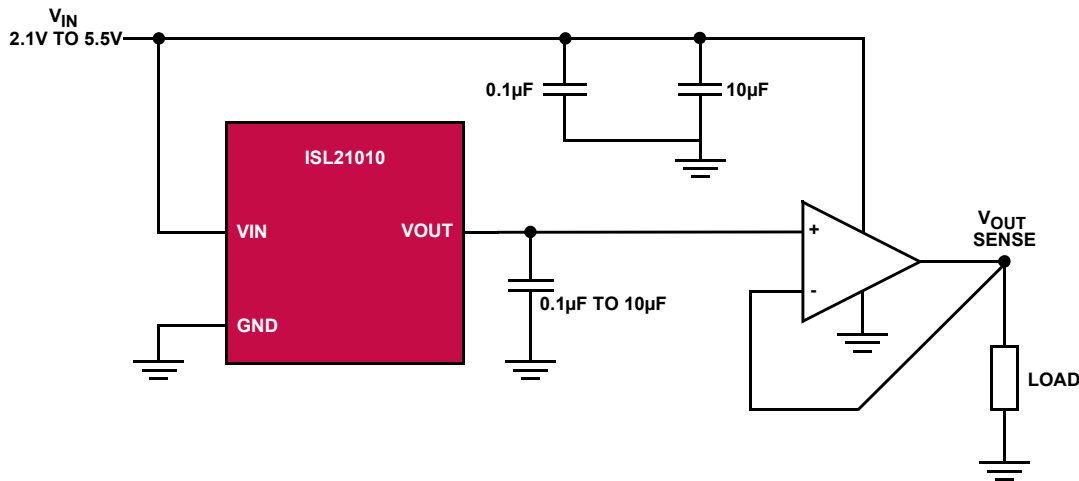 VIN
2.1V TO 5.5V
0.1µF
10µF
ISL21010
VIN
VOUT
GND
0.1µF TO 10µF
+
-
VOUT
SENSE
LOAD